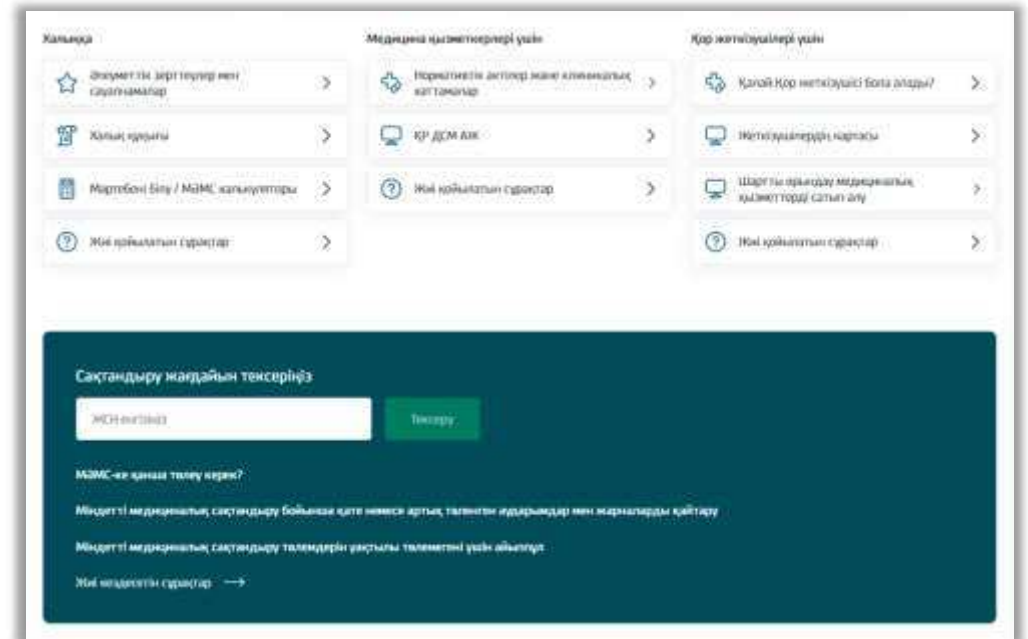 Халыққа
Әлеуметтік зерттеулер мен
сауалнамалар
Халық құқығы
Мәртебені білу / МӘМС калькуляторы
Жиі қойылатын сұрақтар
Медицина қызметкерлері үшін
Нормативтік актілер және клиникалық
хаттамалар
ҚР ДСМ АЖ
Жиі қойылатын сұрақтар
Қор жеткізушілері үшін
Қалай Қор жеткізушісі бола алады?
Жеткізушілердің картасы
Шартты орындау медициналық
қызметтерді сатып алу
Жиі қойылатын сұрақтар
Сақтандыру жағдайын тексеріңіз
ЖСН енгізіңіз
Тексеру
МӘМС-ке қанша төлеу керек?
Міндетті медициналық сақтандыру бойынша қате немесе артық төленген аударымдар мен жарналарды қайтару
Міндетті медициналық сақтандыру төлемдерін уақтылы төлемегені үшін айыппұл
Жиі кездесетін сұрақтар